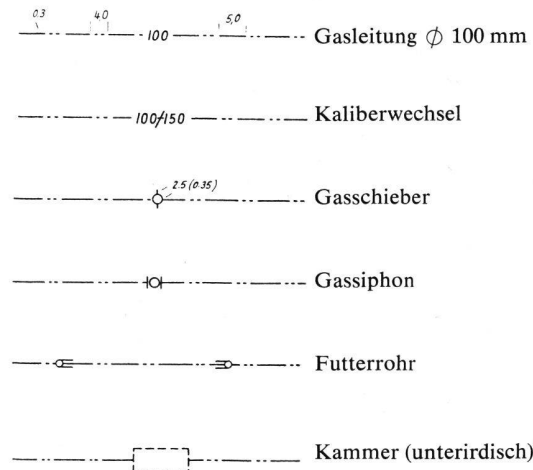 0.3 4.0 5,0
100 Gasleitung ϕ 100 mm
100/150 Kaliberwechsel
2.5 (0.35)
Gasschieber
Gassiphon
Futterrohr
Kammer (unterirdisch)